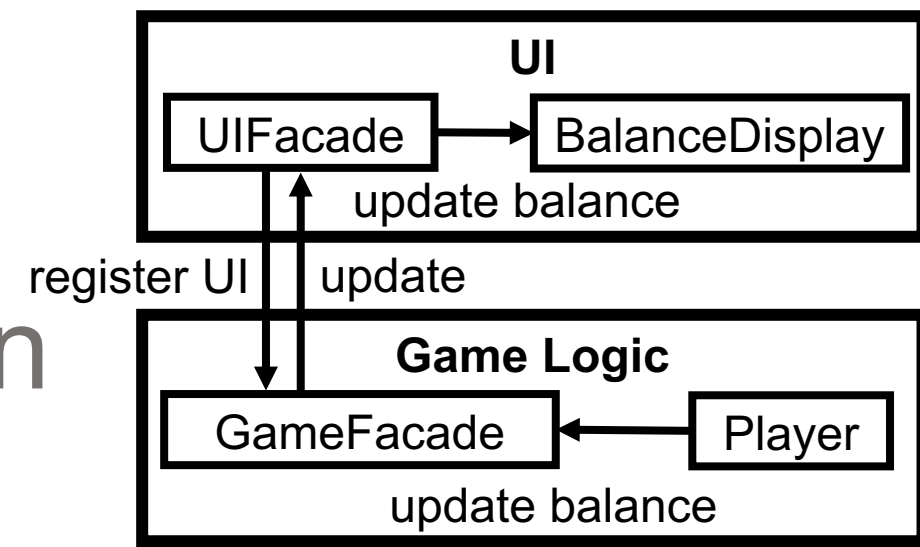 UI
UIFacade
BalanceDisplay
update balance
register UI
update
n
Game Logic
GameFacade
Player
update balance